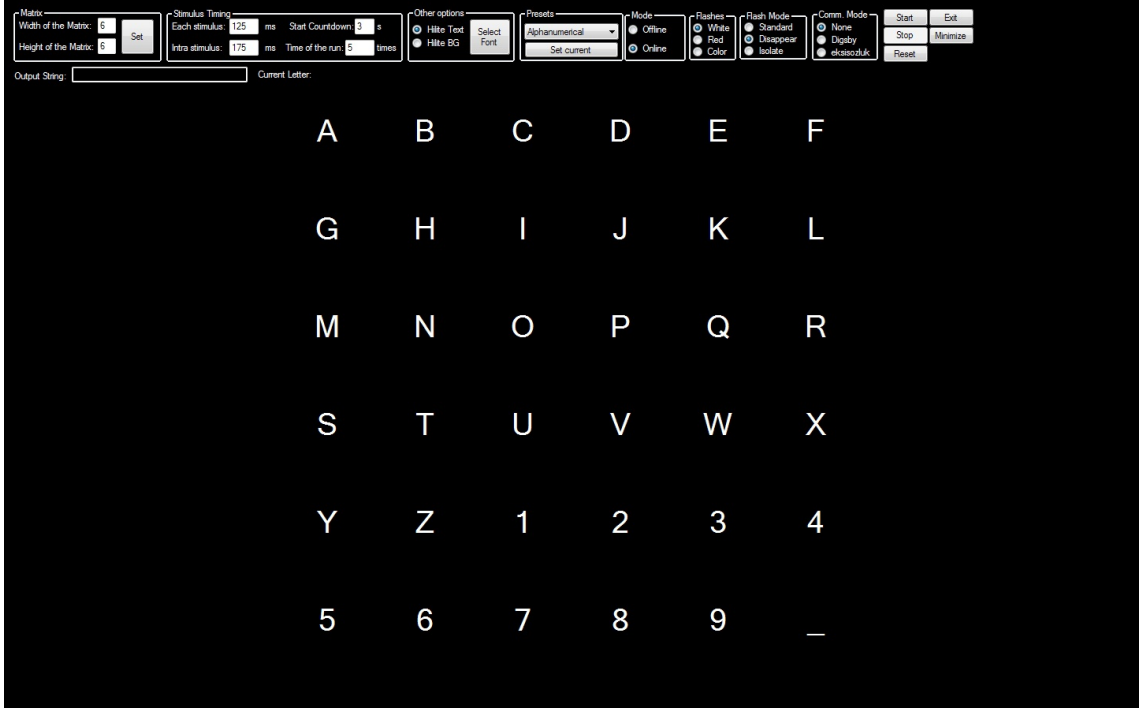 Matrix
Width of the Matrix: 6
Height of the Matrix: 6
Set
Stimulus Timing
Each stimulus: 125 ms Start Countdown: 3 s
Intra stimulus: 175 ms Time of the run: 5 times
Other options
Hilite Text
Hilite BG
Select
Font
Presets
Alphanumerical
Set current
Mode
Offline
Online
Flashes
White
Red
Color
Flash Mode
Standard
Disappear
Isolate
Comm. Mode
None
Digsby
eksisozluk
Start Exit
Stop Minimize
Reset
Output String: Current Letter:
A B C D E F
G H I J K L
M N O P Q R
S T U V W X
Y Z 1 2 3 4
5 6 7 8 9 _